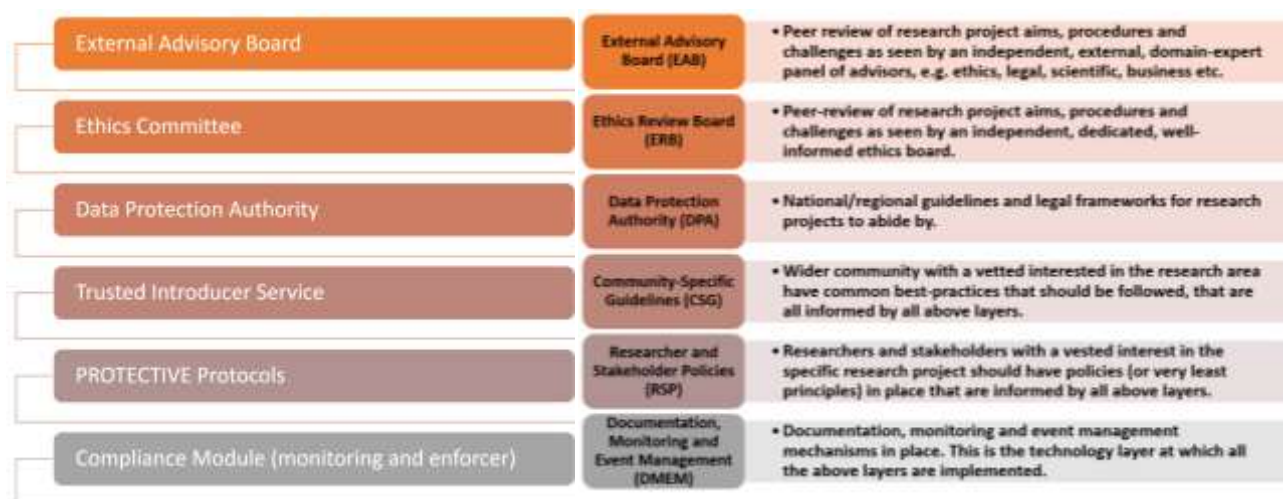 External Advisory Board
External Advisory
Board (EAB)
• Peer review of research project aims, procedures and
challenges as seen by an independent, external, domain-expert
panel of advisors, e.g. ethics, legal, scientific, business etc.
Ethics Committee
Ethics Review Board
(ERB)
• Peer-review of research project aims, procedures and
challenges as seen by an independent, dedicated, well-
informed ethics board.
Data Protection Authority
Data Protection
Authority (DPA)
• National/regional guidelines and legal frameworks for research
projects to abide by.
Trusted Introducer Service
Community-Specific
Guidelines (CSG)
• Wider community with a vetted interested in the research area
have common best-practices that should be followed, that are
all informed by all above layers.
PROTECTIVE Protocols
Researcher and
Stakeholder Policies
(RSP)
• Researchers and stakeholders with a vested interest in the
specific research project should have policies (or very least
principles) in place that are informed by all above layers.
Compliance Module (monitoring and enforcer)
Documentation,
Monitoring and
Event Management
(DMEM)
• Documentation, monitoring and event management
mechanisms in place. This is the technology layer at which all
the above layers are implemented.